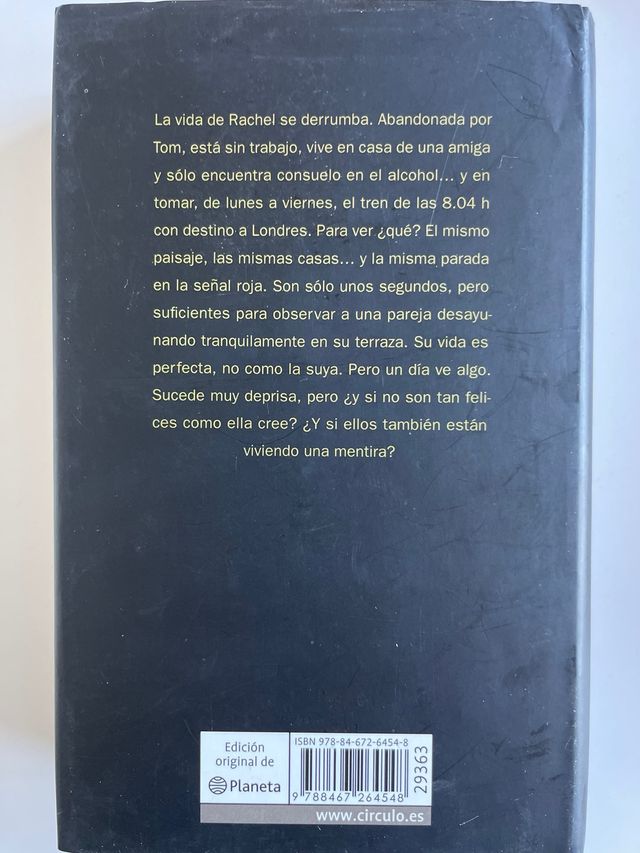 La vida de Rachel se derrumba. Abandonada por
Tom, está sin trabajo, vive en casa de una amiga
y sólo encuentra consuelo en el alcohol... y en
tomar, de lunes a viernes, el tren de las 8.04 h
con destino a Londres. Para ver ¿qué? El mismo
paisaje, las mismas casas... y la misma parada
en la señal roja. Son sólo unos segundos, pero
suficientes para observar a una pareja desayu-
nando tranquilamente en su terraza. Su vida es
perfecta, no como la suya. Pero un día ve algo.
Sucede muy deprisa, pero ¿y si no son tan feli-
ces como ella cree? ¿Y si ellos también están
viviendo una mentira?
Edición
original de
Planeta
ISBN 978-84-672-6454-8
9 788467 264548
29363
www.circulo.es